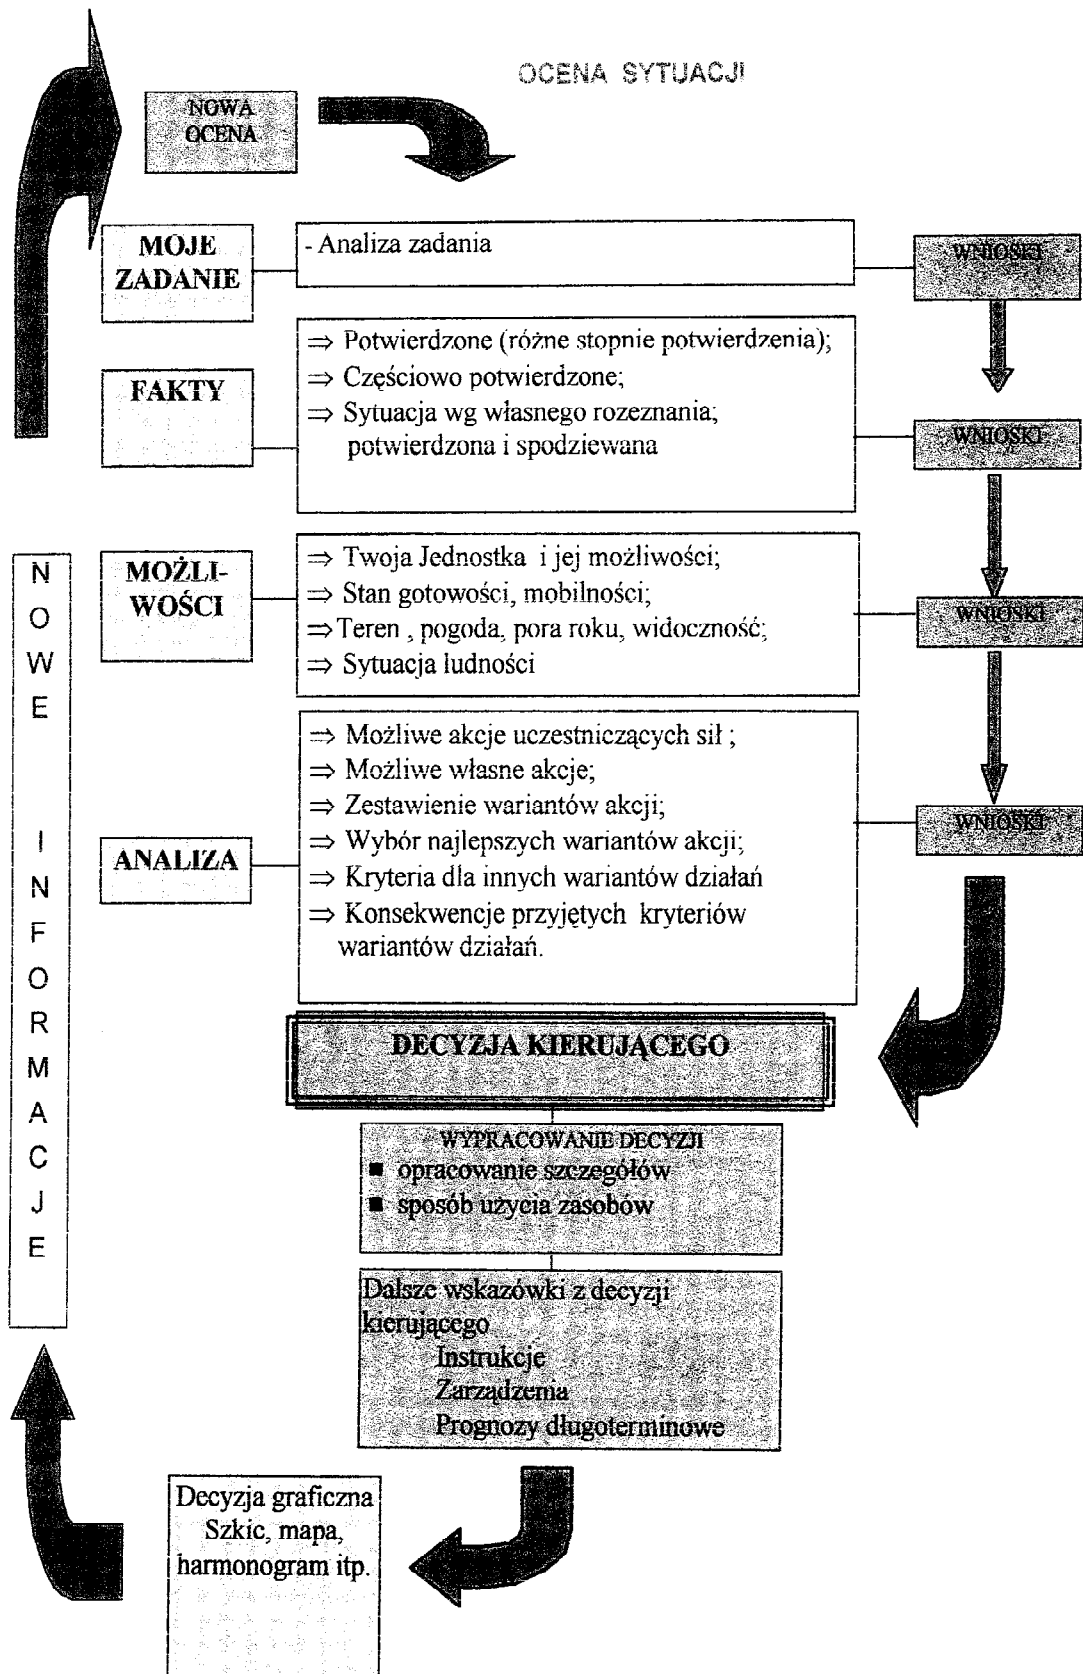 OCENA SYTUACJI
NOWA
OCENA
MOJE
ZADANIE
- Analiza zadania
WNIOSKI
FAKTY
⇒ Potwierdzone (różne stopnie potwierdzenia);
⇒ Częściowo potwierdzone;
⇒ Sytuacja wg własnego rozeznania;
potwierdzona i spodziewana
WNIOSKI
MOŻLI-
WOŚCI
⇒ Twoja Jednostka i jej możliwości;
⇒ Stan gotowości, mobilności;
⇒Teren , pogoda, pora roku, widoczność;
⇒ Sytuacja ludności
WNIOSKI
ANALIZA
⇒ Możliwe akcje uczestniczących sił ;
⇒ Możliwe własne akcje;
⇒ Zestawienie wariantów akcji;
⇒ Wybór najlepszych wariantów akcji;
⇒ Kryteria dla innych wariantów działań
⇒ Konsekwencje przyjętych kryteriów
wariantów działań.
WNIOSKI
NOWE INFORMACJE
DECYZJA KIERUJĄCEGO
WYPRACOWANIE DECYZJI
■ opracowanie szczegółów
■ sposób użycia zasobów
Dalsze wskazówki z decyzji
kierującego
Instrukcje
Zarządzenia
Prognozy długoterminowe
Decyzja graficzna
Szkic, mapa,
harmonogram itp.